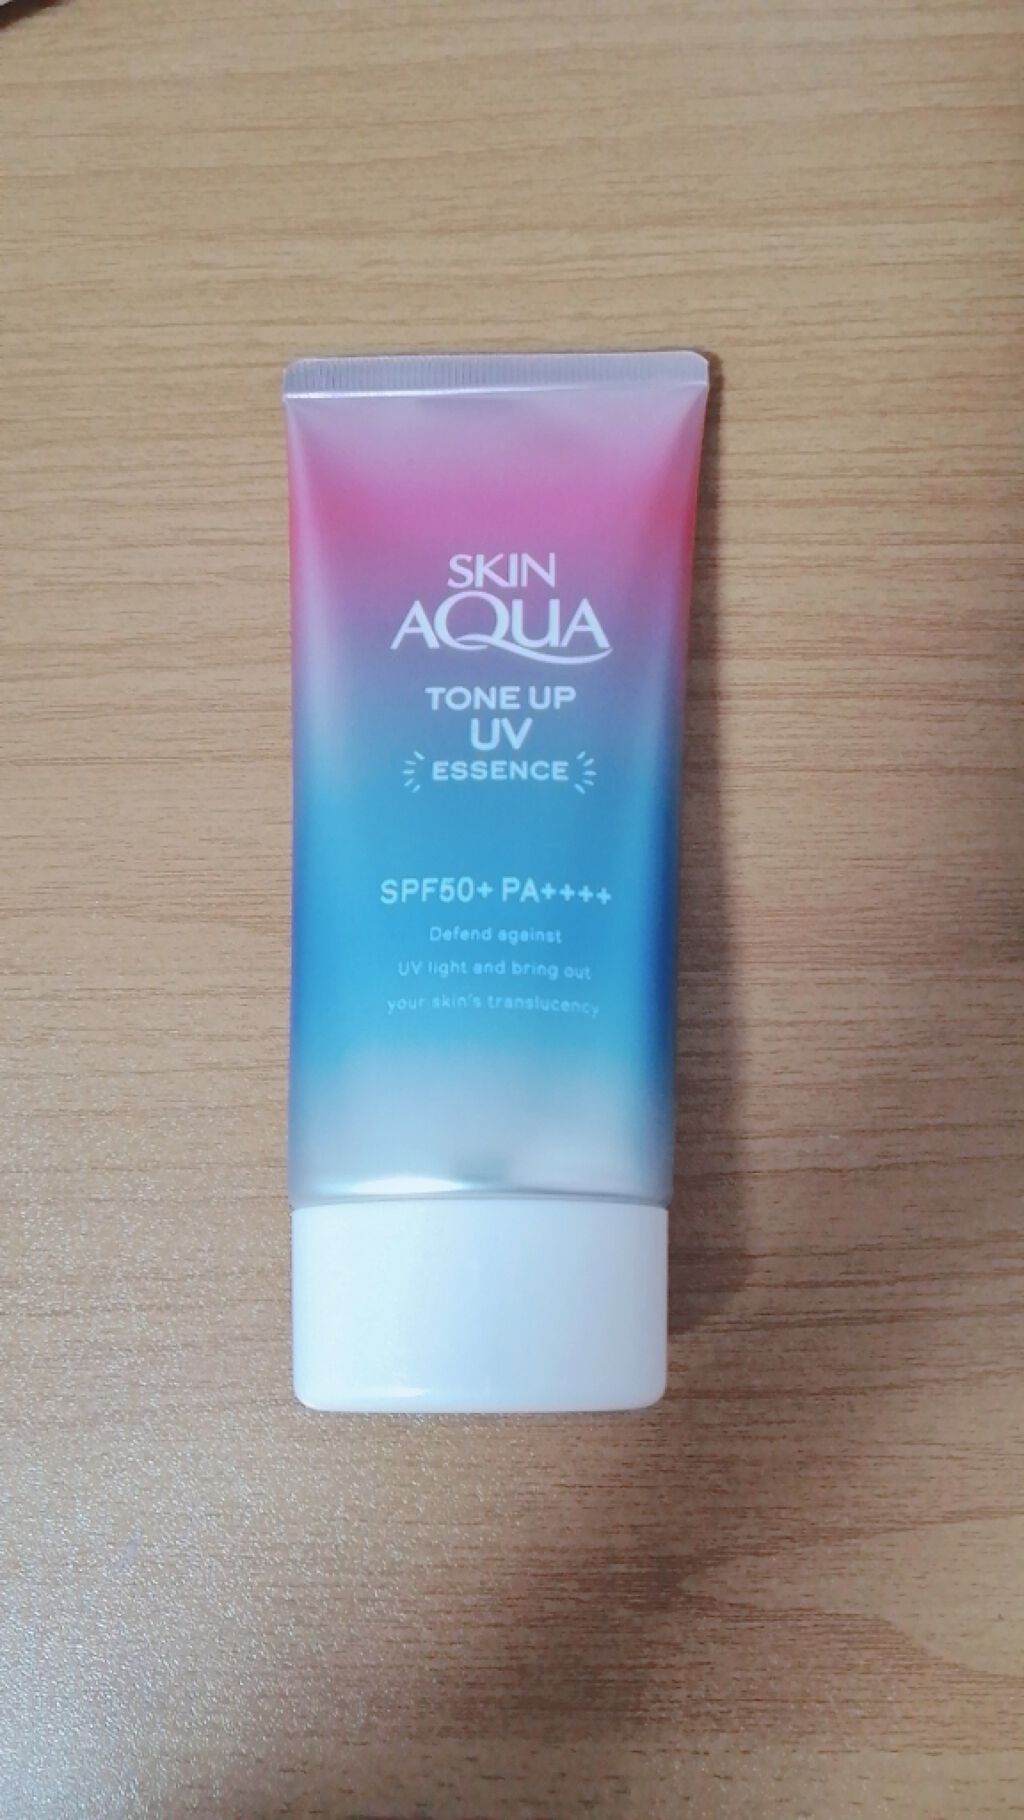 SKIN
AQUA
TONE UP
UV
ESSENCE
SPF50+ PA++++
Defend against
UV light and bring out
your skin's translucency